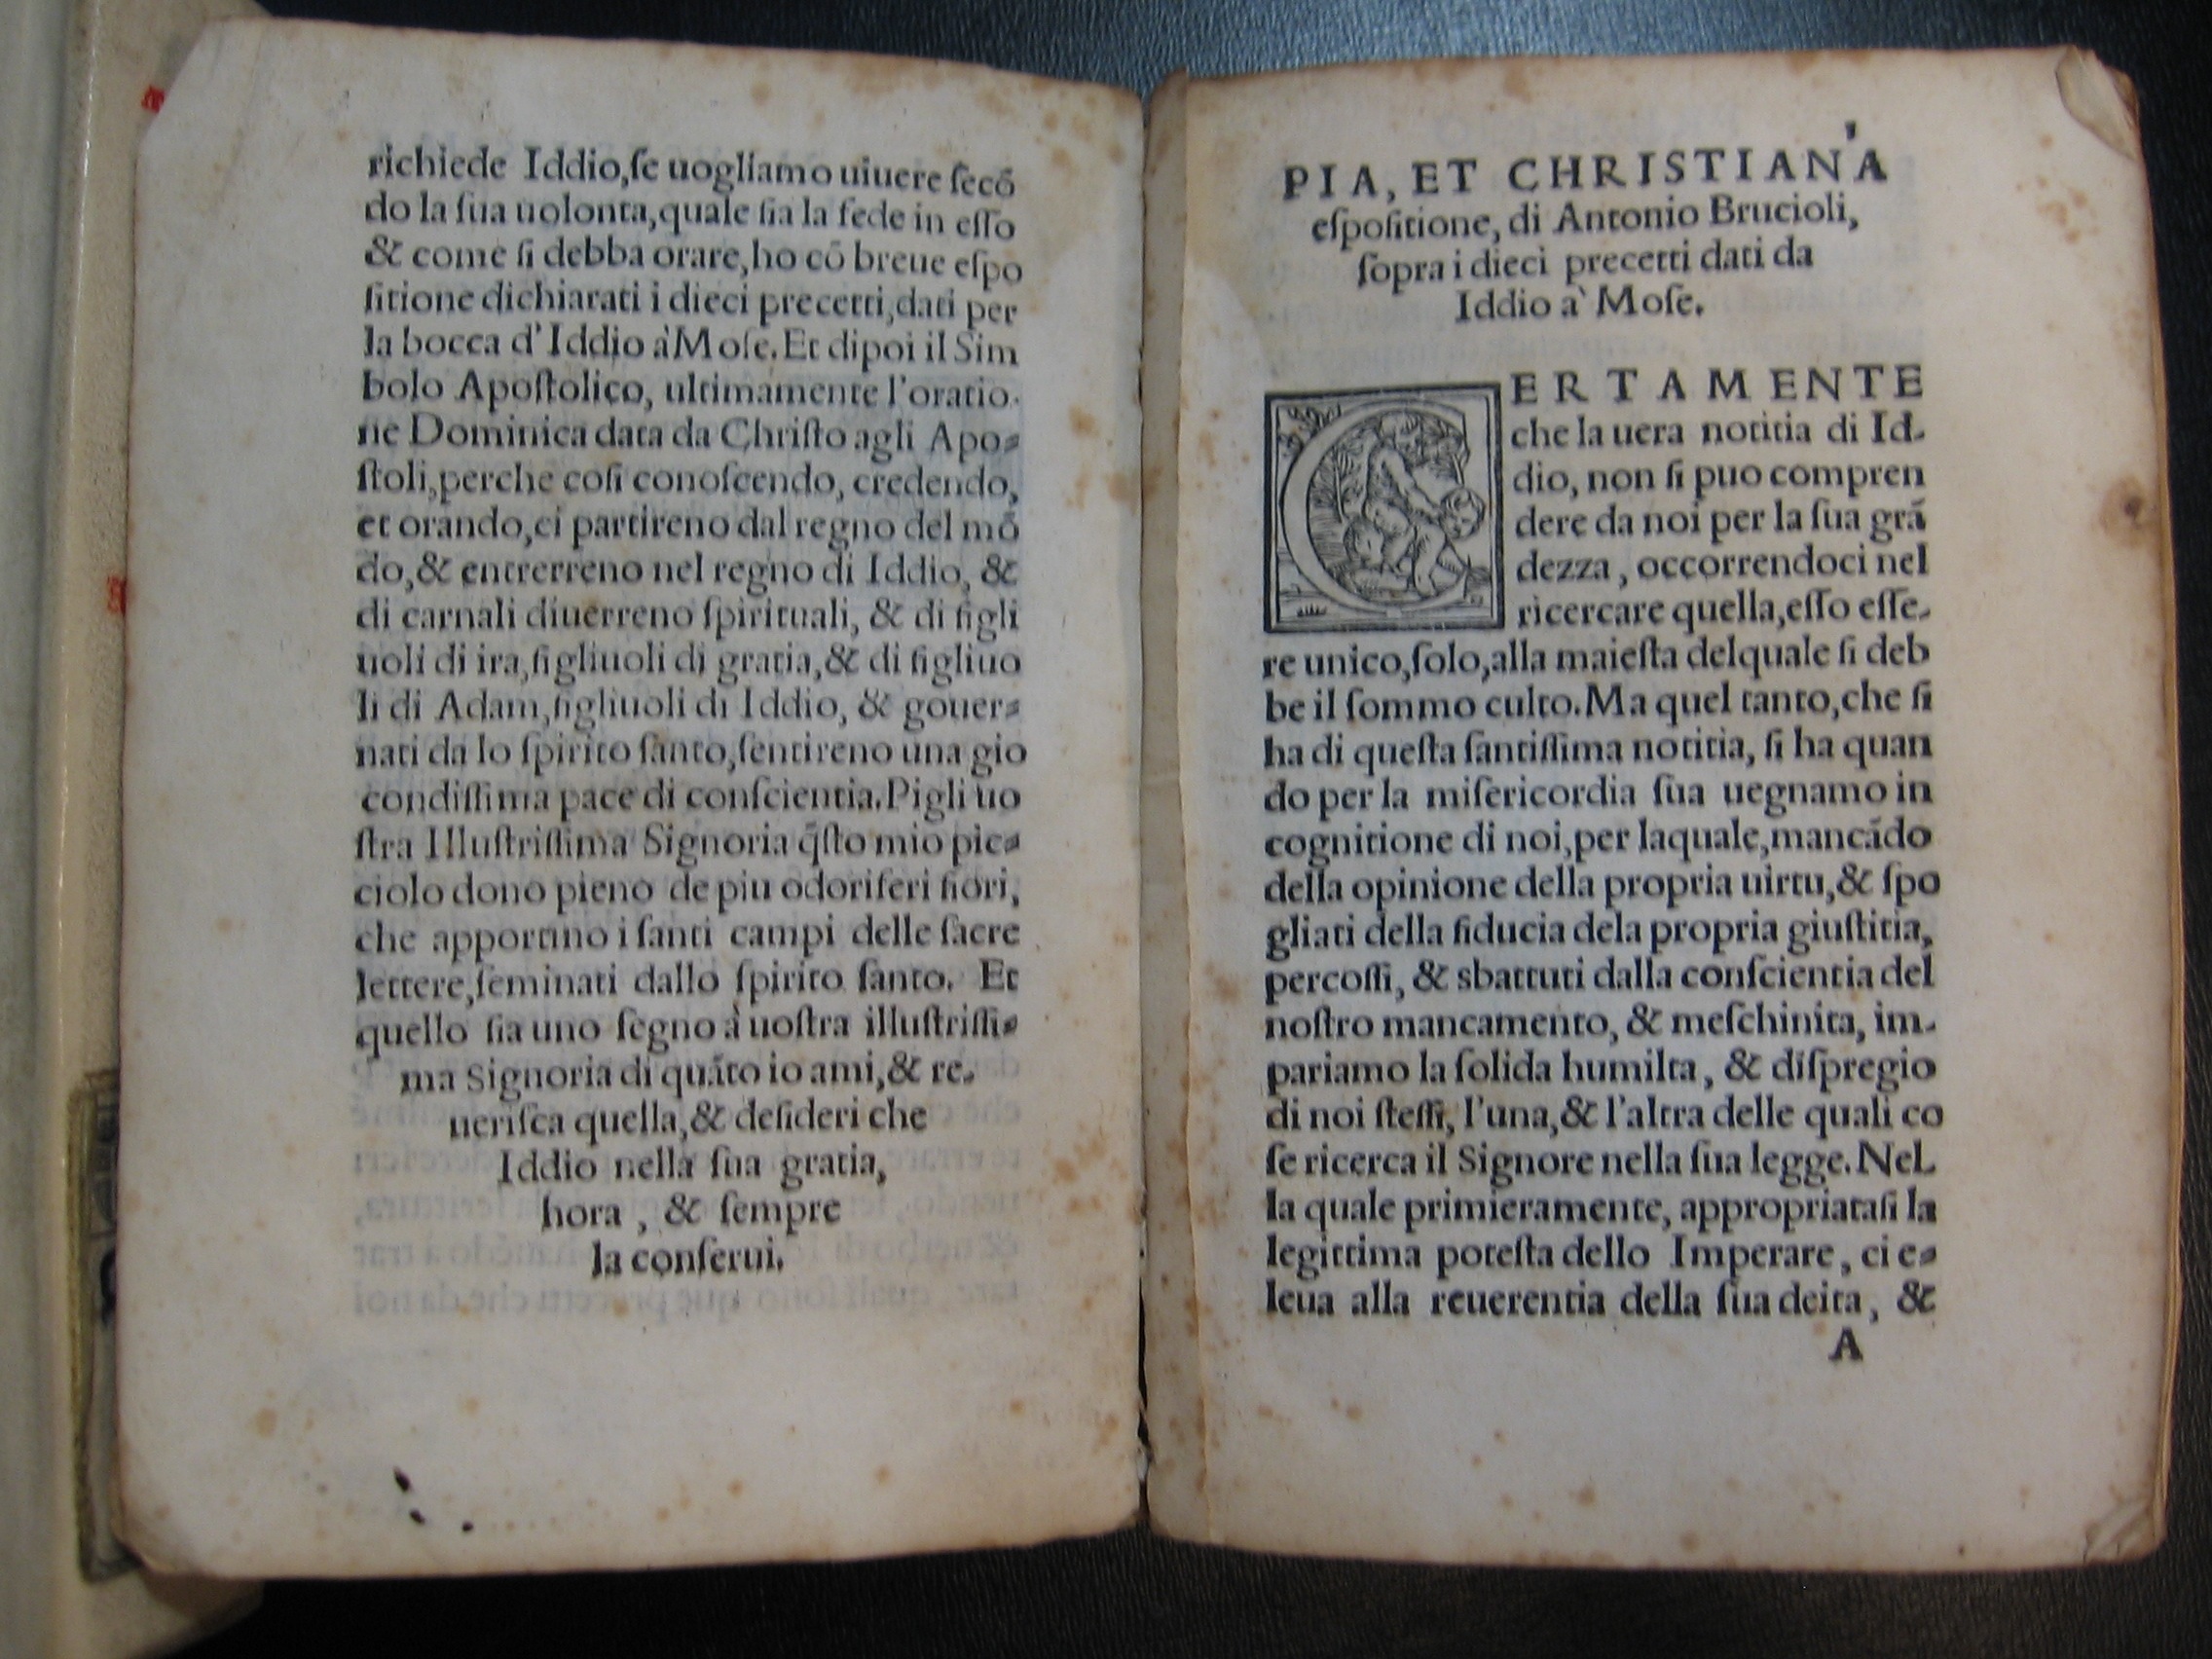 richiede Iddio,ſe uogliamo uiuere ſecō
do la ſua uolonta,quale ſia la fede in eſſo
& come ſi debba orare,ho cō breue eſpo
ſitione dichiarati i dieci precetti,dati per
la bocca d'Iddio à Moſe.Et dipoi il Sim
bolo Apoſtolico, ultimamente l'oratio-
ne Dominica data da Chriſto agli Apo-
ſtoli,perche coſi conoſcendo, credendo,
et orando,ci partireno dal regno del mō
do,& entrerreno nel regno di Iddio, &
di carnali diuerreno ſpirituali, & di figli
uoli di ira,figliuoli di gratia,& di figliuo
li di Adam,figliuoli di Iddio, & gouer-
nati da lo ſpirito ſanto,ſentireno una gio
condiſſima pace di conſcientia.Pigli uo
ſtra Illuſtriſſima Signoria q̄ſto mio pic-
ciolo dono pieno de piu odoriferi fiori,
che apportino i ſanti campi delle ſacre
lettere,ſeminati dallo ſpirito ſanto. Et
quello ſia uno ſegno à uoſtra illuſtriſſi-
ma Signoria di quāto io ami,& re-
ueriſca quella,& deſideri che
Iddio nella ſua gratia,
hora , & ſempre
la conſerui.
PIA, ET CHRISTIANA
eſpoſitione, di Antonio Brucioli,
ſopra i dieci precetti dati da
Iddio a` Moſe.
CERTAMENTE
che la uera notitia di Id-
dio, non ſi puo compren
dere da noi per la ſua grā
dezza , occorrendoci nel
ricercare quella,eſſo eſſe-
re unico,ſolo,alla maieſta delquale ſi deb
be il ſommo culto.Ma quel tanto,che ſi
ha di queſta ſantiſſima notitia, ſi ha quan
do per la miſericordia ſua uegnamo in
cognitione di noi,per laquale,mancādo
della opinione della propria uirtu,& ſpo
gliati della fiducia dela propria giuſtitia,
percoſſi, & sbattuti dalla conſcientia del
noſtro mancamento, & meſchinita, im-
pariamo la ſolida humilta , & diſpregio
di noi ſteſſi, l'una,& l'altra delle quali co
ſe ricerca il Signore nella ſua legge.Nel-
la quale primieramente, appropriataſi la
legittima poteſta dello Imperare , ci e-
leua alla reuerentia della ſua deita , &
A